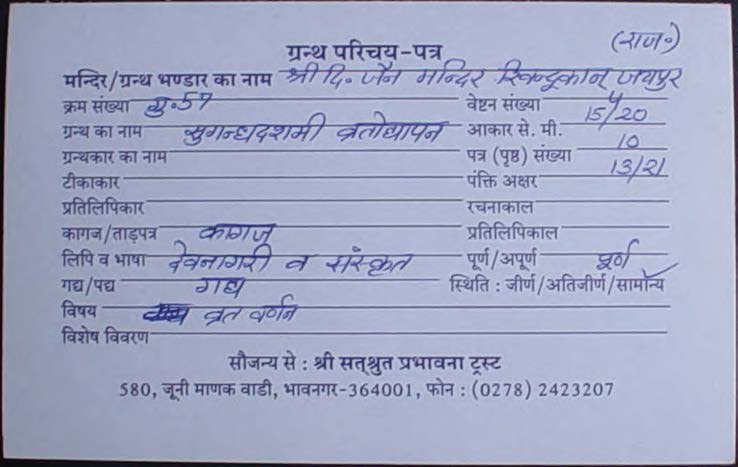 (राज॰)
ग्रन्थ परिचय-पत्र
मन्दिर/ग्रन्थ भण्डार का नाम श्री दि. जैन मन्दिर जयपुर
क्रम संख्या गु.57 वेष्टन संख्या
ग्रन्थ का नाम सुगन्धदशमी व्रतोद्यापन आकार से. मी. 15/20
ग्रन्थकार का नाम पत्र (पृष्ठ) संख्या 10
टीकाकार पंक्ति अक्षर 13/21
प्रतिलिपिकार रचनाकाल
कागज/ताड़पत्र कागज प्रतिलिपिकाल
लिपि व भाषा देवनागरी व संस्कृत पूर्ण/अपूर्ण पूर्ण
गद्य/पद्य गद्य स्थिति : जीर्ण/अतिजीर्ण/सामान्य
विषय व्रत वर्णन
विशेष विवरण
सौजन्य से : श्री सत्श्रुत प्रभावना ट्रस्ट
580, जूनी माणक वाडी, भावनगर-364001, फोन : (0278) 2423207